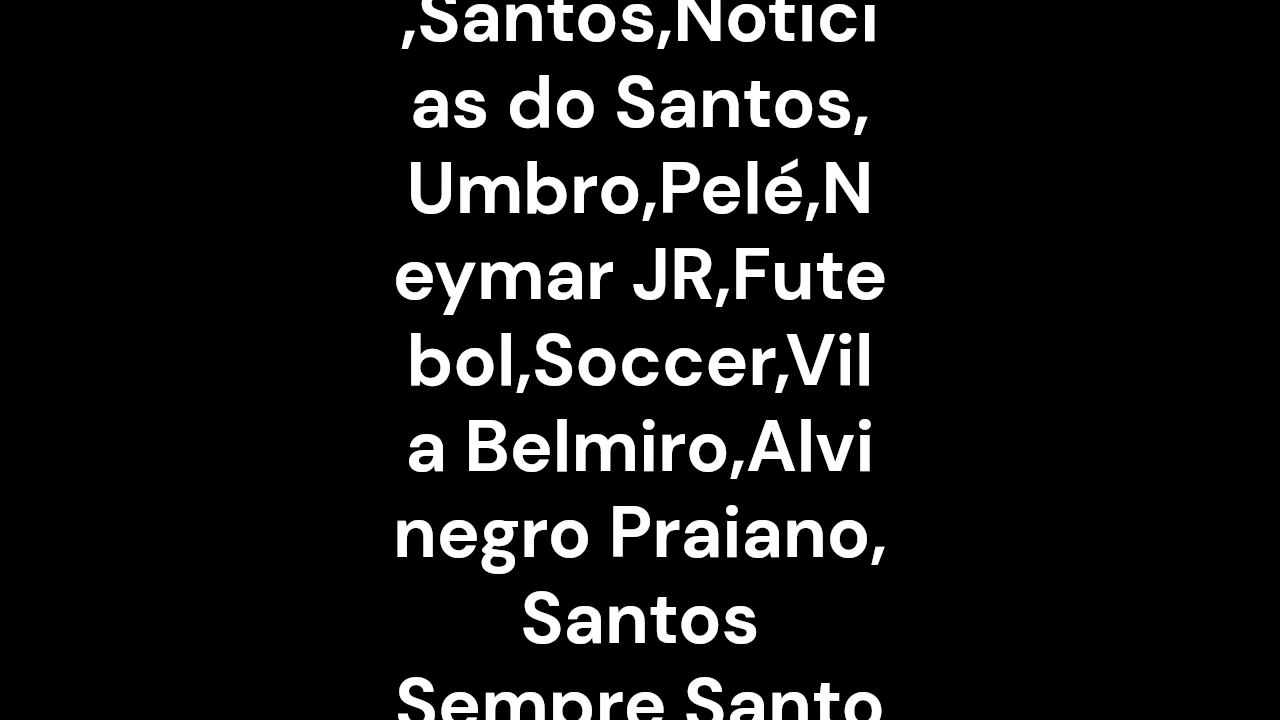 ,Santos,Notíci
as do Santos,
Umbro,Pelé,N
eymar JR,Fute
bol,Soccer,Vil
a Belmiro,Alvi
negro Praiano,
Santos
Sempre Santo